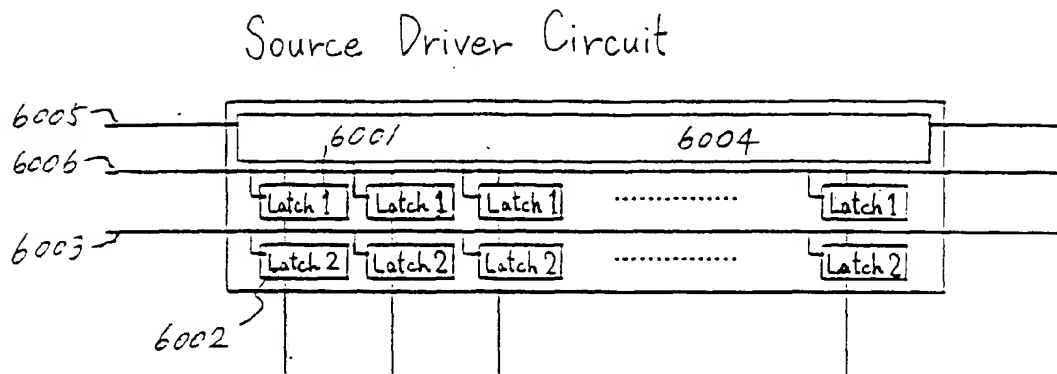 Source Driver Circuit
6005
6001 6004
6006
Latch 1 Latch 1 Latch 1 .................. Latch 1
6003
Latch 2 Latch 2 Latch 2 .................. Latch 2
6002